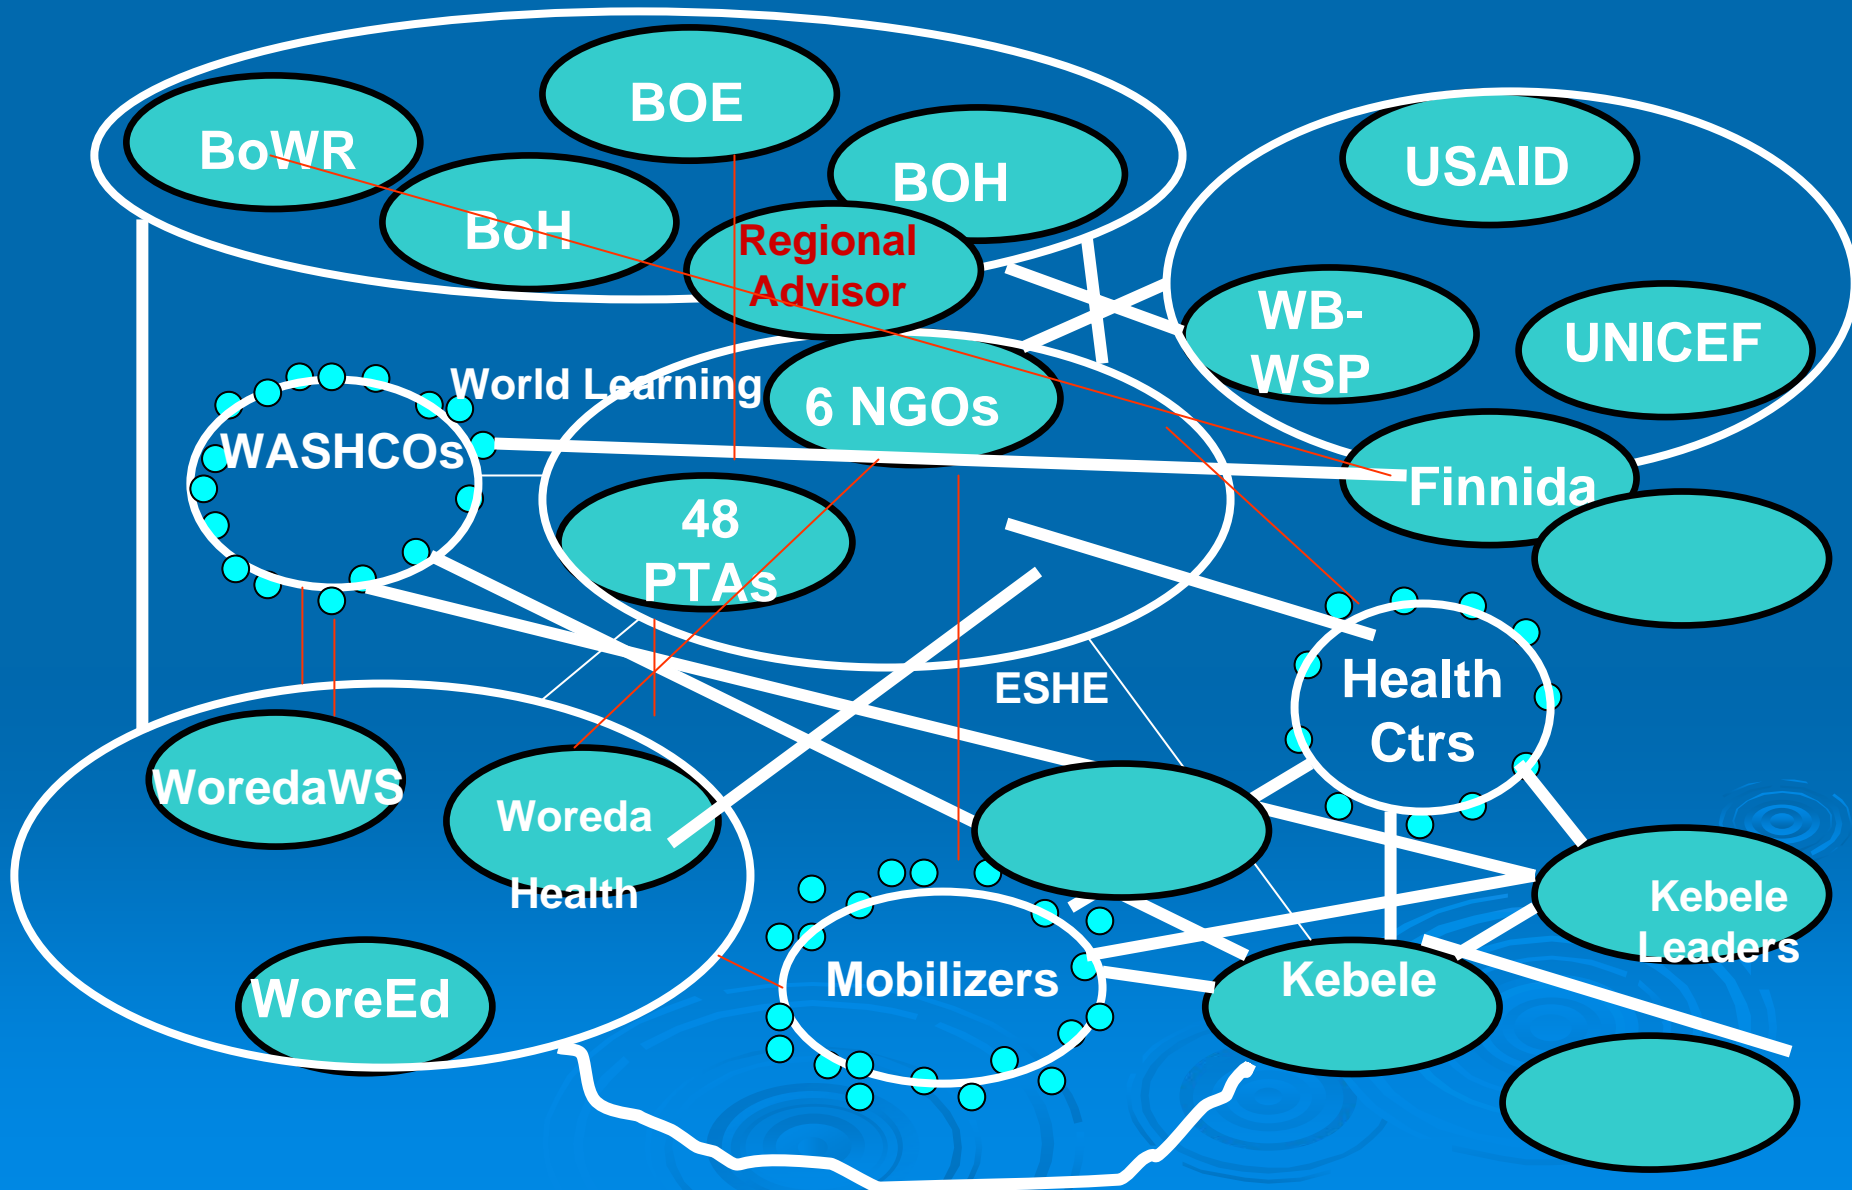 BOE
BoWR
USAID
BOH
BoH
Regional
Advisor
WB-
WSP
UNICEF
World Learning
6 NGOs
WASHCOs
Finnida
48
PTAs
ESHE
Health
Ctrs
WoredaWS
Woreda
Health
Kebele
Leaders
WoreEd
Mobilizers
Kebele